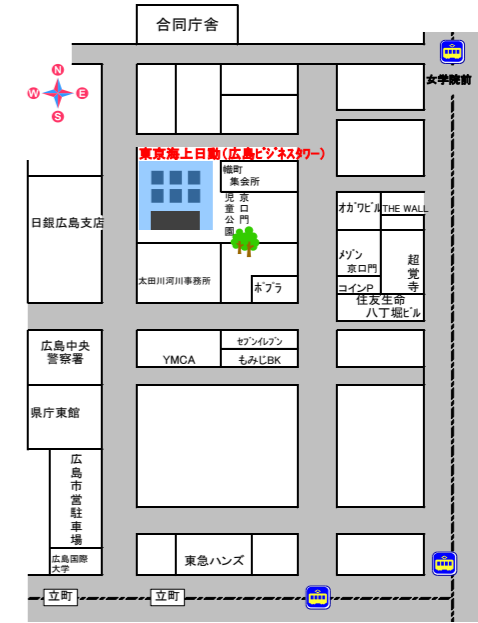 合同庁舎
N
W
E
S
女学院前
東京海上日動(広島ﾋﾞｼﾞﾈｽﾀﾜｰ)
幟町
集会所
京口門
児童公園
日銀広島支店
オガワビル
THE WALL
メゾン
京口門
超覚寺
コインP
太田川河川事務所
ポプラ
住友生命
八丁堀ビル
広島中央
警察署
YMCA
セブンイレブン
もみじBK
県庁東館
広島市営駐車場
広島国際
大学
東急ハンズ
立町
立町